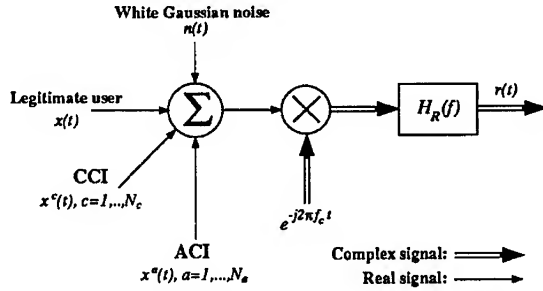 White Gaussian noise
n(t)
Legitimate user
x(t)
Σ
H_R(f)
r(t)
CCI
x^c(t), c=1,..,N_c
e^{-j2πf_c t}
ACI
x^a(t), a=1,...,N_a
Complex signal:
Real signal: